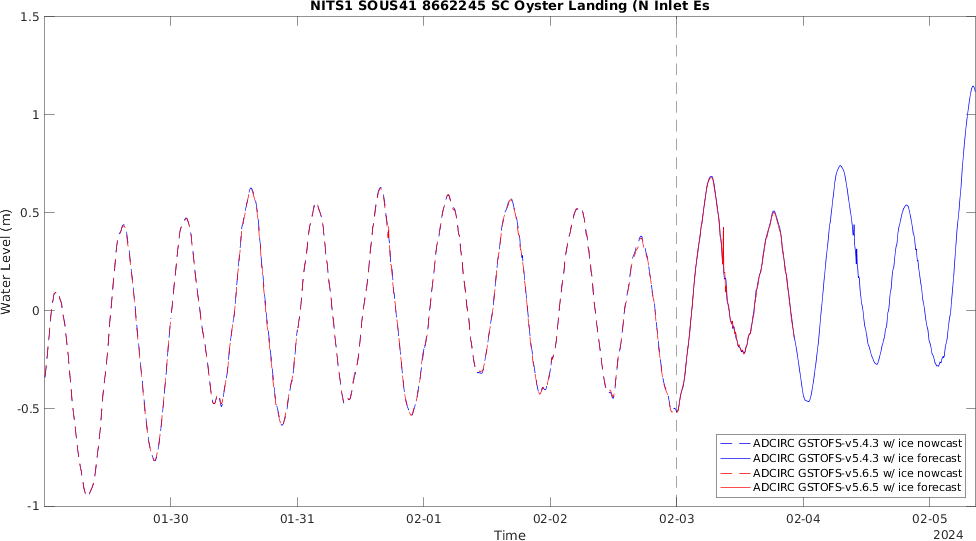 NITS1 SOUS41 8662245 SC Oyster Landing (N Inlet Es
1.5
1
0.5
0
-0.5
-1
Water Level (m)
01-30
01-31
02-01
02-02
02-03
02-04
02-05
Time
2024
ADCIRC GSTOFS-v5.4.3 w/ ice nowcast
ADCIRC GSTOFS-v5.4.3 w/ ice forecast
ADCIRC GSTOFS-v5.6.5 w/ ice nowcast
ADCIRC GSTOFS-v5.6.5 w/ ice forecast